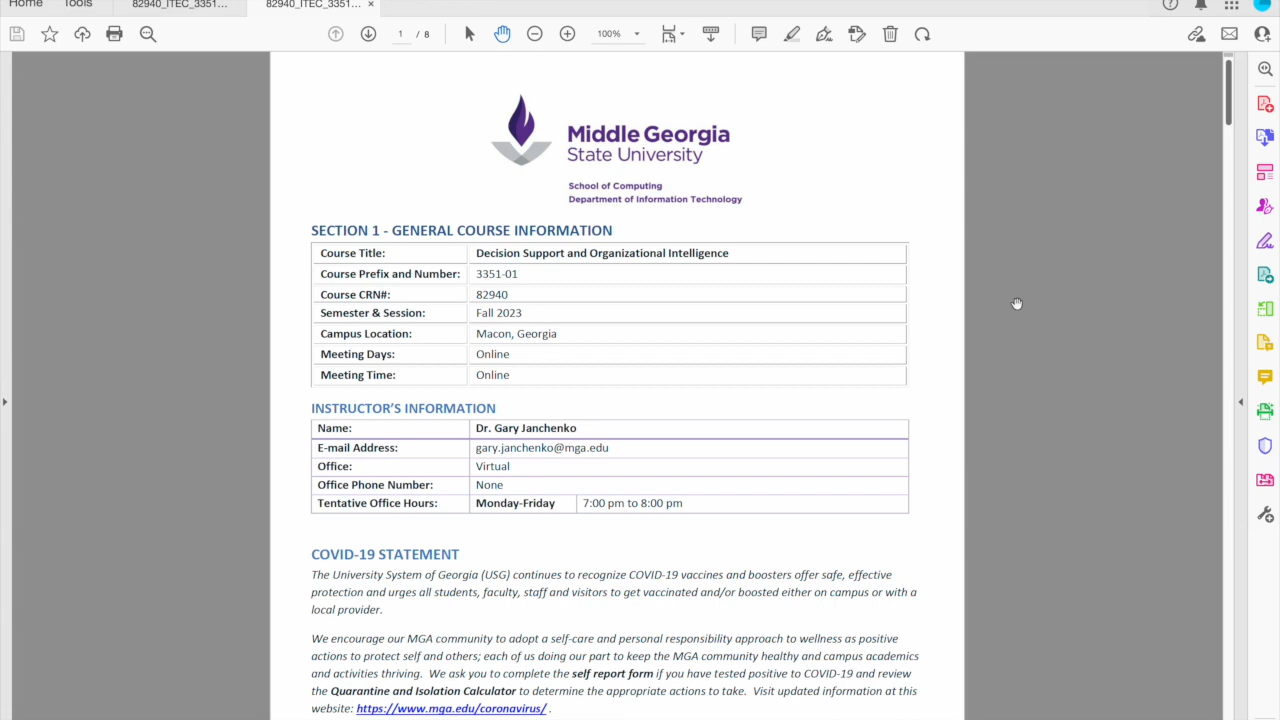 Home Tools 82940_ITEC_3351... 82940_ITEC_3351... ×
1 / 8 100%
Middle Georgia
State University
School of Computing
Department of Information Technology
SECTION 1 - GENERAL COURSE INFORMATION
Course Title: Decision Support and Organizational Intelligence
Course Prefix and Number: 3351-01
Course CRN#: 82940
Semester & Session: Fall 2023
Campus Location: Macon, Georgia
Meeting Days: Online
Meeting Time: Online
INSTRUCTOR'S INFORMATION
Name: Dr. Gary Janchenko
E-mail Address: gary.janchenko@mga.edu
Office: Virtual
Office Phone Number: None
Tentative Office Hours: Monday-Friday 7:00 pm to 8:00 pm
COVID-19 STATEMENT
The University System of Georgia (USG) continues to recognize COVID-19 vaccines and boosters offer safe, effective
protection and urges all students, faculty, staff and visitors to get vaccinated and/or boosted either on campus or with a
local provider.
We encourage our MGA community to adopt a self-care and personal responsibility approach to wellness as positive
actions to protect self and others; each of us doing our part to keep the MGA community healthy and campus academics
and activities thriving. We ask you to complete the self report form if you have tested positive to COVID-19 and review
the Quarantine and Isolation Calculator to determine the appropriate actions to take. Visit updated information at this
website: https://www.mga.edu/coronavirus/ .